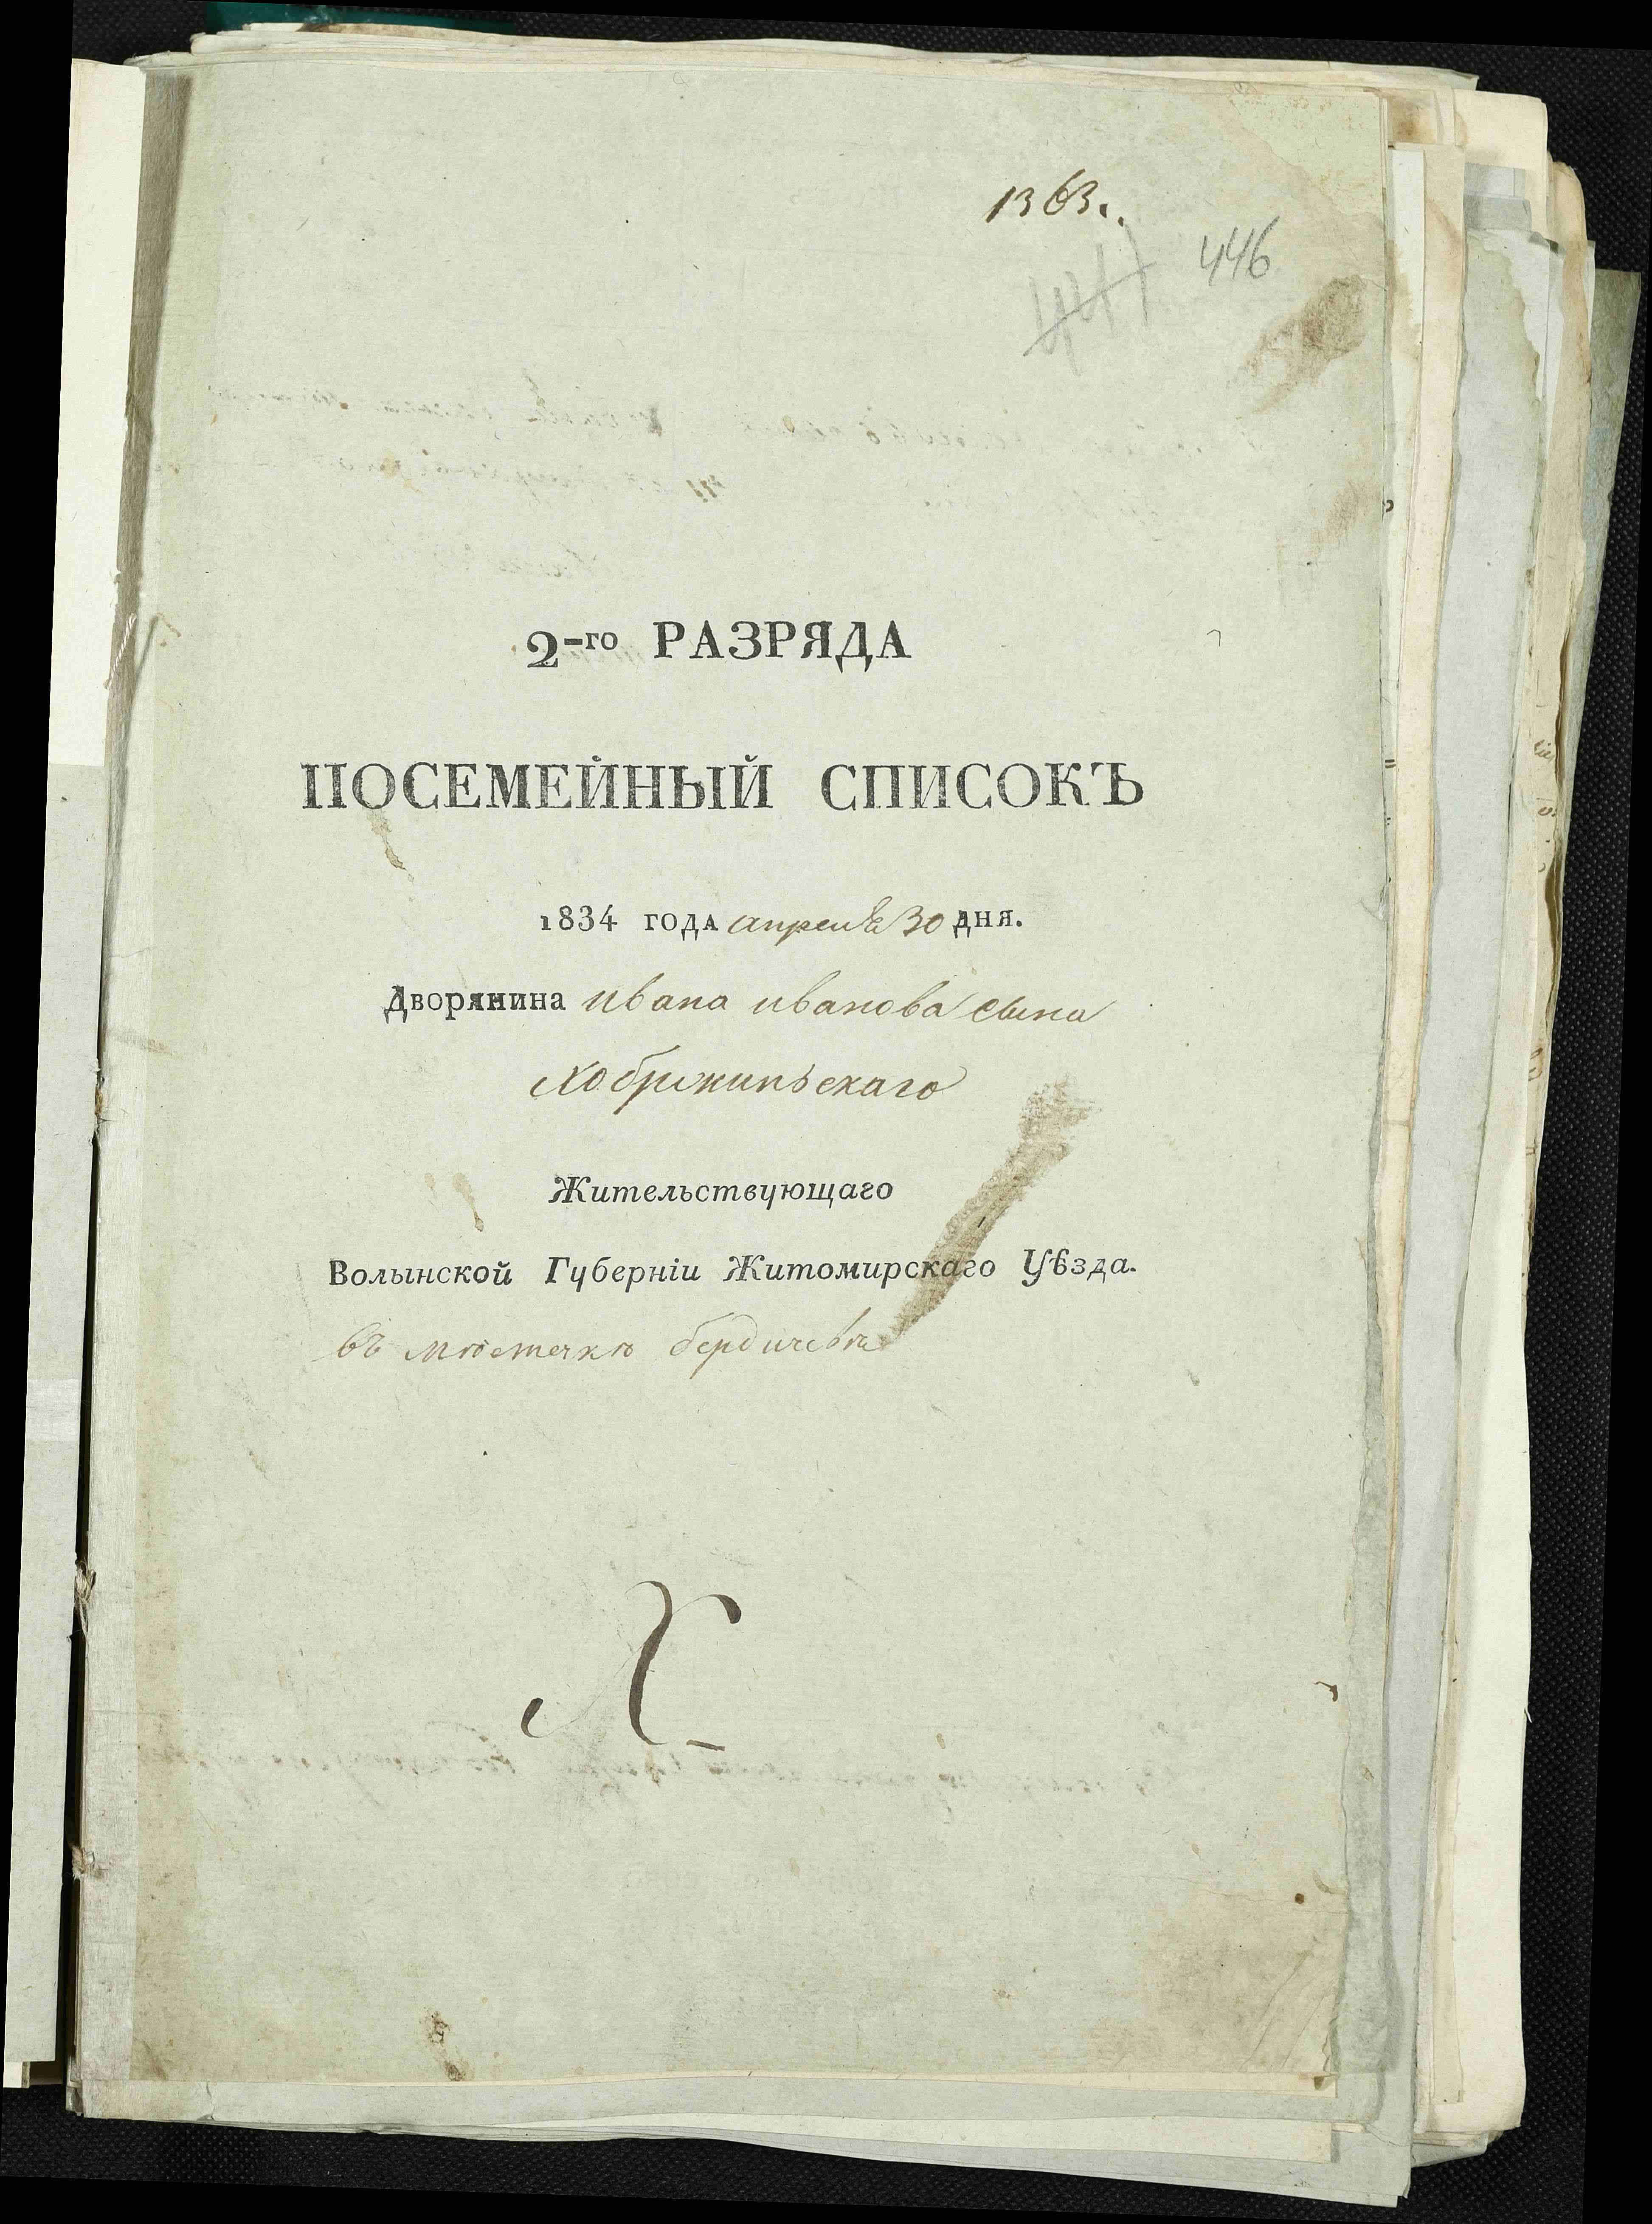 1363.
446
2-го РАЗРЯДА
ПОСЕМЕЙНЫЙ СПИСОКЪ
1834 года апреля 30 дня.
Дворянина ивана иванова сына
Хобржиньскаго
Жительствующаго
Волынской Губерніи Житомирскаго Уѣзда.
въ мѣстечкѣ бердичевѣ
Х